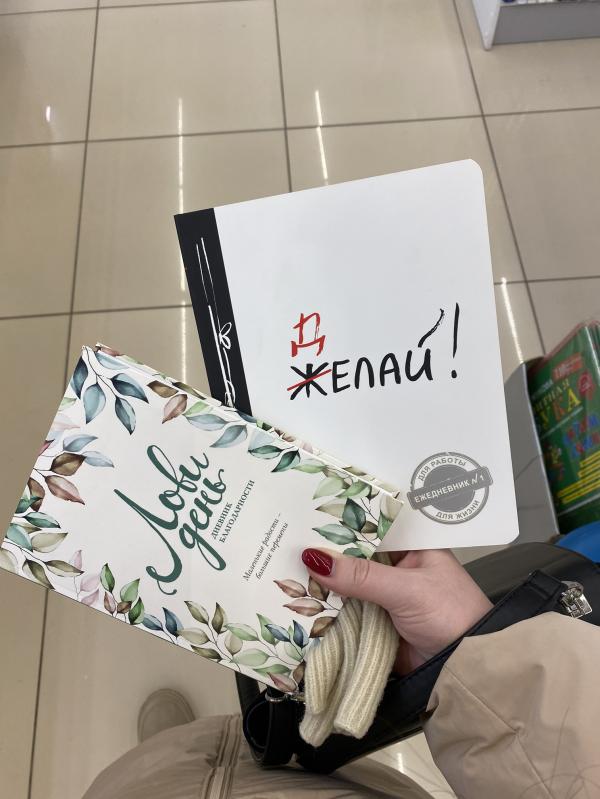 Д
ЖЕЛАЙ!
ДЛЯ РАБОТЫ
ЕЖЕДНЕВНИК №1
ДЛЯ ЖИЗНИ
Лови
день
ДНЕВНИК
БЛАГОДАРНОСТИ
Маленькие радости –
большие перемены